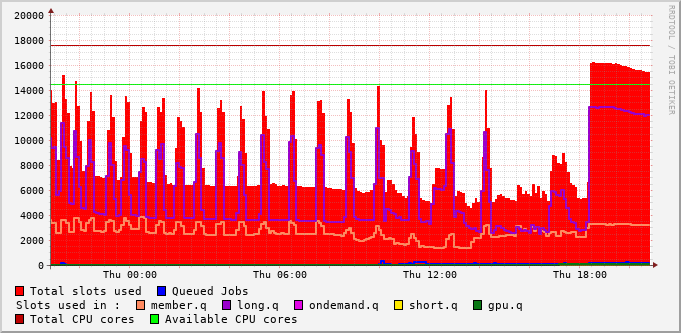 20000
18000
16000
14000
12000
10000
8000
6000
4000
2000
0
Thu 00:00 Thu 06:00 Thu 12:00 Thu 18:00
RRDTOOL / TOBI OETIKER
Total slots used Queued Jobs
Slots used in : member.q long.q ondemand.q short.q gpu.q
Total CPU cores Available CPU cores